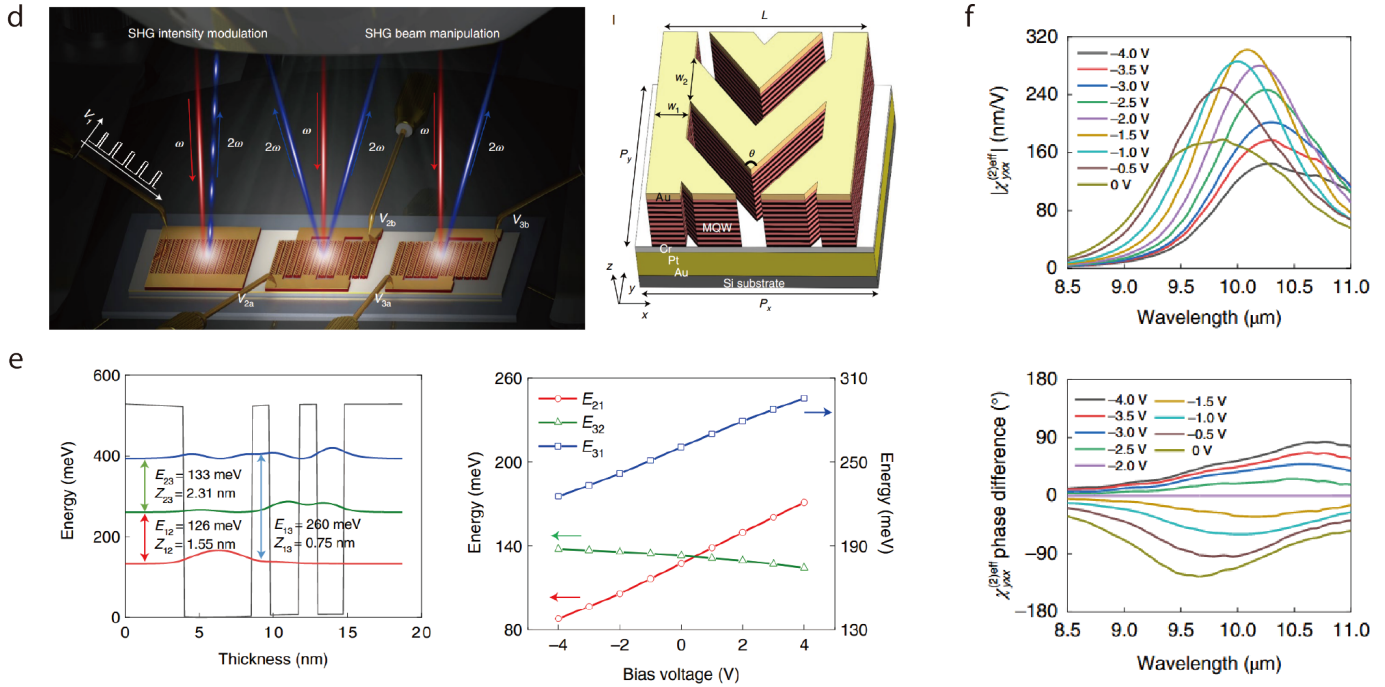 d
SHG intensity modulation
SHG beam manipulation
V1
ω
2ω
2ω
ω
2ω
ω
2ω
V2b
V3b
V2a
V3a
l
L
w2
w1
θ
Py
Au
MQW
Cr
Pt
Au
Si substrate
z
y
x
Px
f
|χyxx(2)eff| (nm/V)
320
240
160
80
0
–4.0 V
–3.5 V
–3.0 V
–2.5 V
–2.0 V
–1.5 V
–1.0 V
–0.5 V
0 V
8.5 9.0 9.5 10.0 10.5 11.0
Wavelength (μm)
e
Energy (meV)
600
400
200
0
E23 = 133 meV
Z23 = 2.31 nm
E12 = 126 meV
Z12 = 1.55 nm
E13 = 260 meV
Z13 = 0.75 nm
0 5 10 15 20
Thickness (nm)
Energy (meV)
260
200
140
80
E21
E32
E31
310
260
180
130
Energy (meV)
–4 –2 0 2 4
Bias voltage (V)
χyxx(2)eff phase difference (°)
180
90
0
-90
−180
–4.0 V
–3.5 V
–3.0 V
–2.5 V
–2.0 V
–1.5 V
–1.0 V
–0.5 V
0 V
8.5 9.0 9.5 10.0 10.5 11.0
Wavelength (μm)